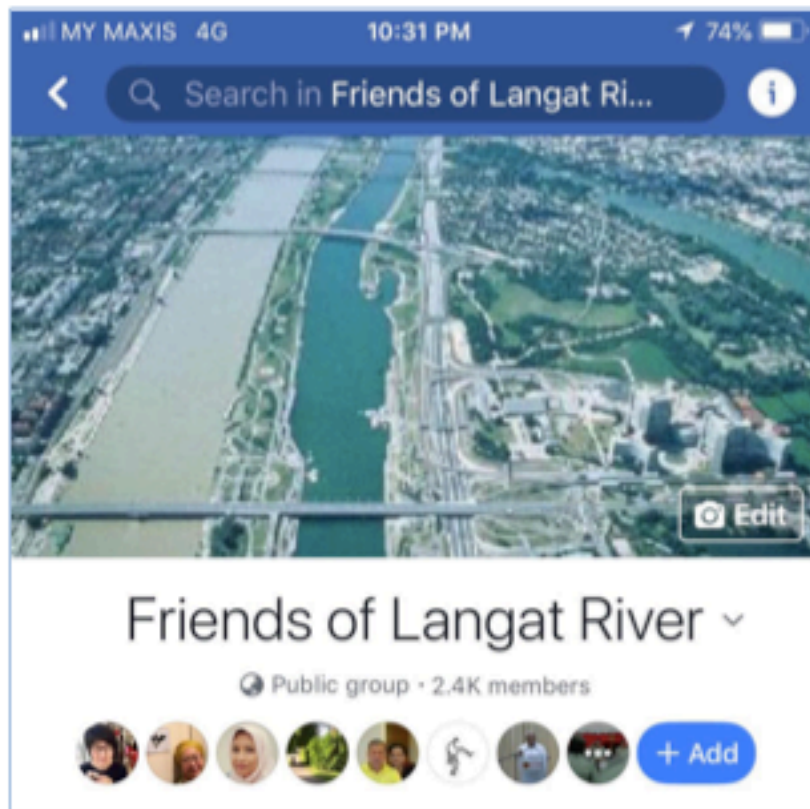 MY MAXIS 4G 10:31 PM 74%
Search in Friends of Langat Ri...
Edit
Friends of Langat River
Public group · 2.4K members
+ Add